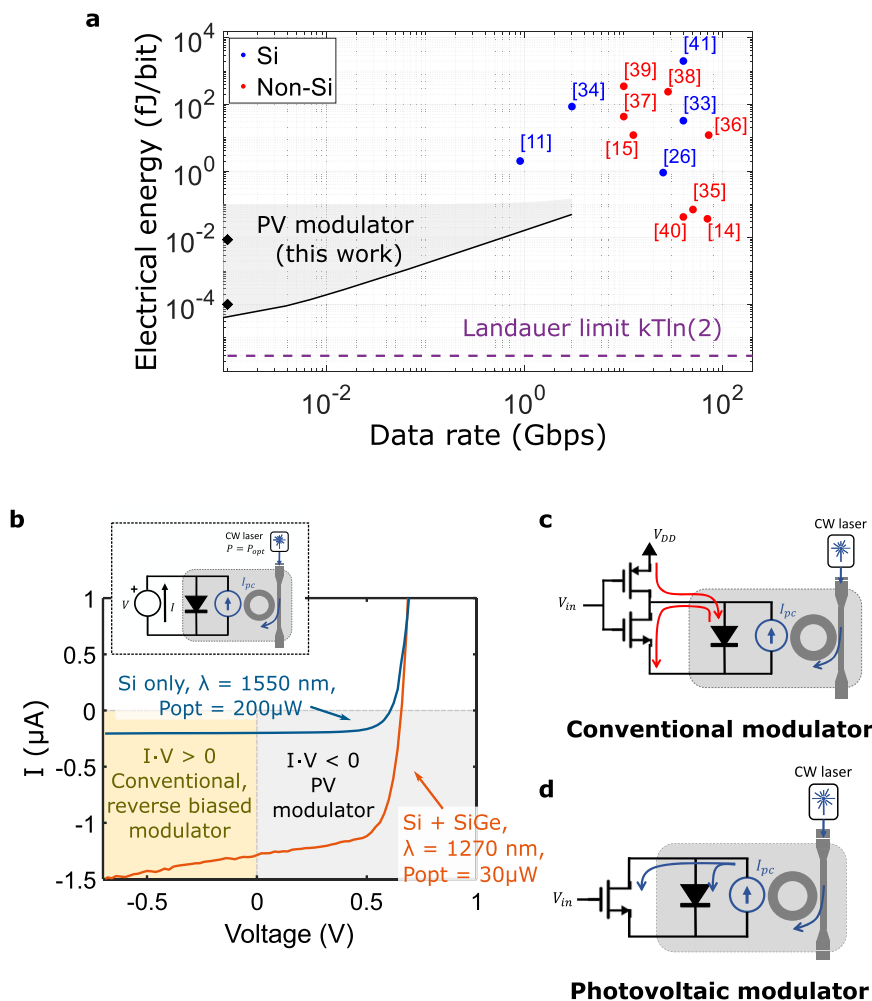 a
Electrical energy (fJ/bit)
10^4
10^2
10^0
10^-2
10^-4
Si
Non-Si
[41]
[39]
[38]
[34]
[37]
[33]
[36]
[11]
[15]
[26]
[35]
[40]
[14]
PV modulator
(this work)
Landauer limit kTln(2)
10^-2
10^0
10^2
Data rate (Gbps)
b
CW laser
P = P_opt
V
+
I
I_pc
I (μA)
1
0.5
0
-0.5
-1
-1.5
Si only, λ = 1550 nm,
Popt = 200μW
I·V > 0
Conventional,
reverse biased
modulator
I·V < 0
PV
modulator
Si + SiGe,
λ = 1270 nm,
Popt = 30μW
-0.5
0
0.5
1
Voltage (V)
c
CW laser
V_DD
V_in
I_pc
Conventional modulator
d
CW laser
V_in
I_pc
Photovoltaic modulator